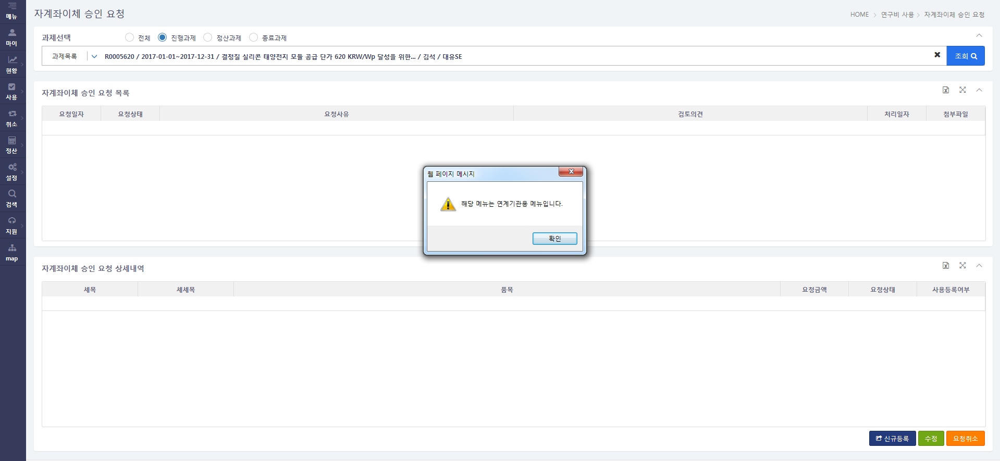 메뉴
마이
현황
사용
취소
정산
설정
검색
지원
map
자계좌이체 승인 요청
HOME > 연구비 사용 > 자계좌이체 승인 요청
과제선택 전체 진행과제 정산과제 종료과제
과제목록 R0005620 / 2017-01-01~2017-12-31 / 결정질 실리콘 태양전지 모듈 공급 단가 620 KRW/Wp 달성을 위한... / 김석 / 대유SE 조회
자계좌이체 승인 요청 목록
요청일자 요청상태 요청사유 검토의견 처리일자 첨부파일
웹 페이지 메시지
해당 메뉴는 연계기관용 메뉴입니다.
확인
자계좌이체 승인 요청 상세내역
세목 세세목 품목 요청금액 요청상태 사용등록여부
신규등록 수정 요청취소